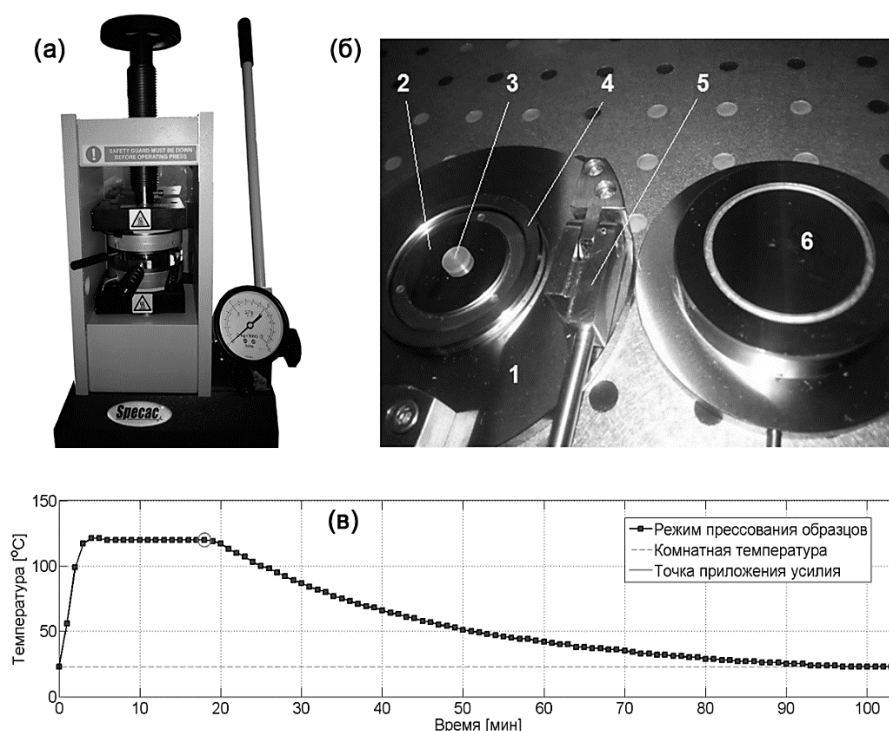 (а)
SAFETY GUARD MUST BE DOWN
BEFORE OPERATING PRESS
Specac
(б)
2
3
4
5
6
1
(в)
150
100
50
0
Температура [°C]
0
10
20
30
40
50
60
70
80
90
100
Время [мин]
Режим прессования образцов
Комнатная температура
Точка приложения усилия